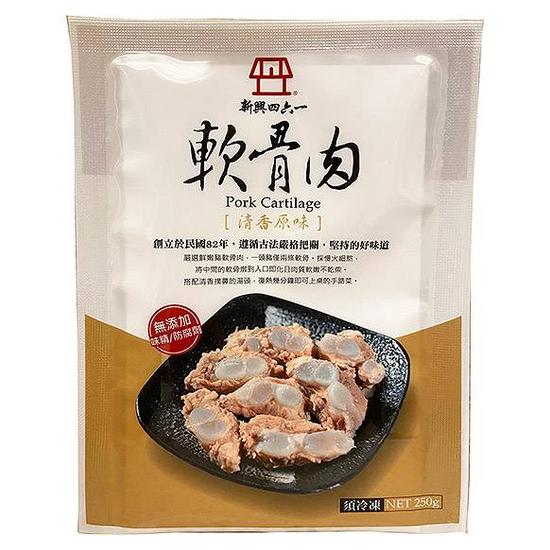 新興四六一
軟骨肉
Pork Cartilage
[清香原味]
創立於民國82年,遵循古法嚴格把關,堅持的好味道
嚴選鮮嫩豬軟骨肉,一頭豬僅兩條軟骨。採慢火細熬,
將中間的軟骨燉到入口即化且肉質軟嫩不乾柴。
搭配清香撲鼻的湯頭,復熱幾分鐘即可上桌的手路菜。
無添加
味精/防腐劑
須冷凍 NET 250g